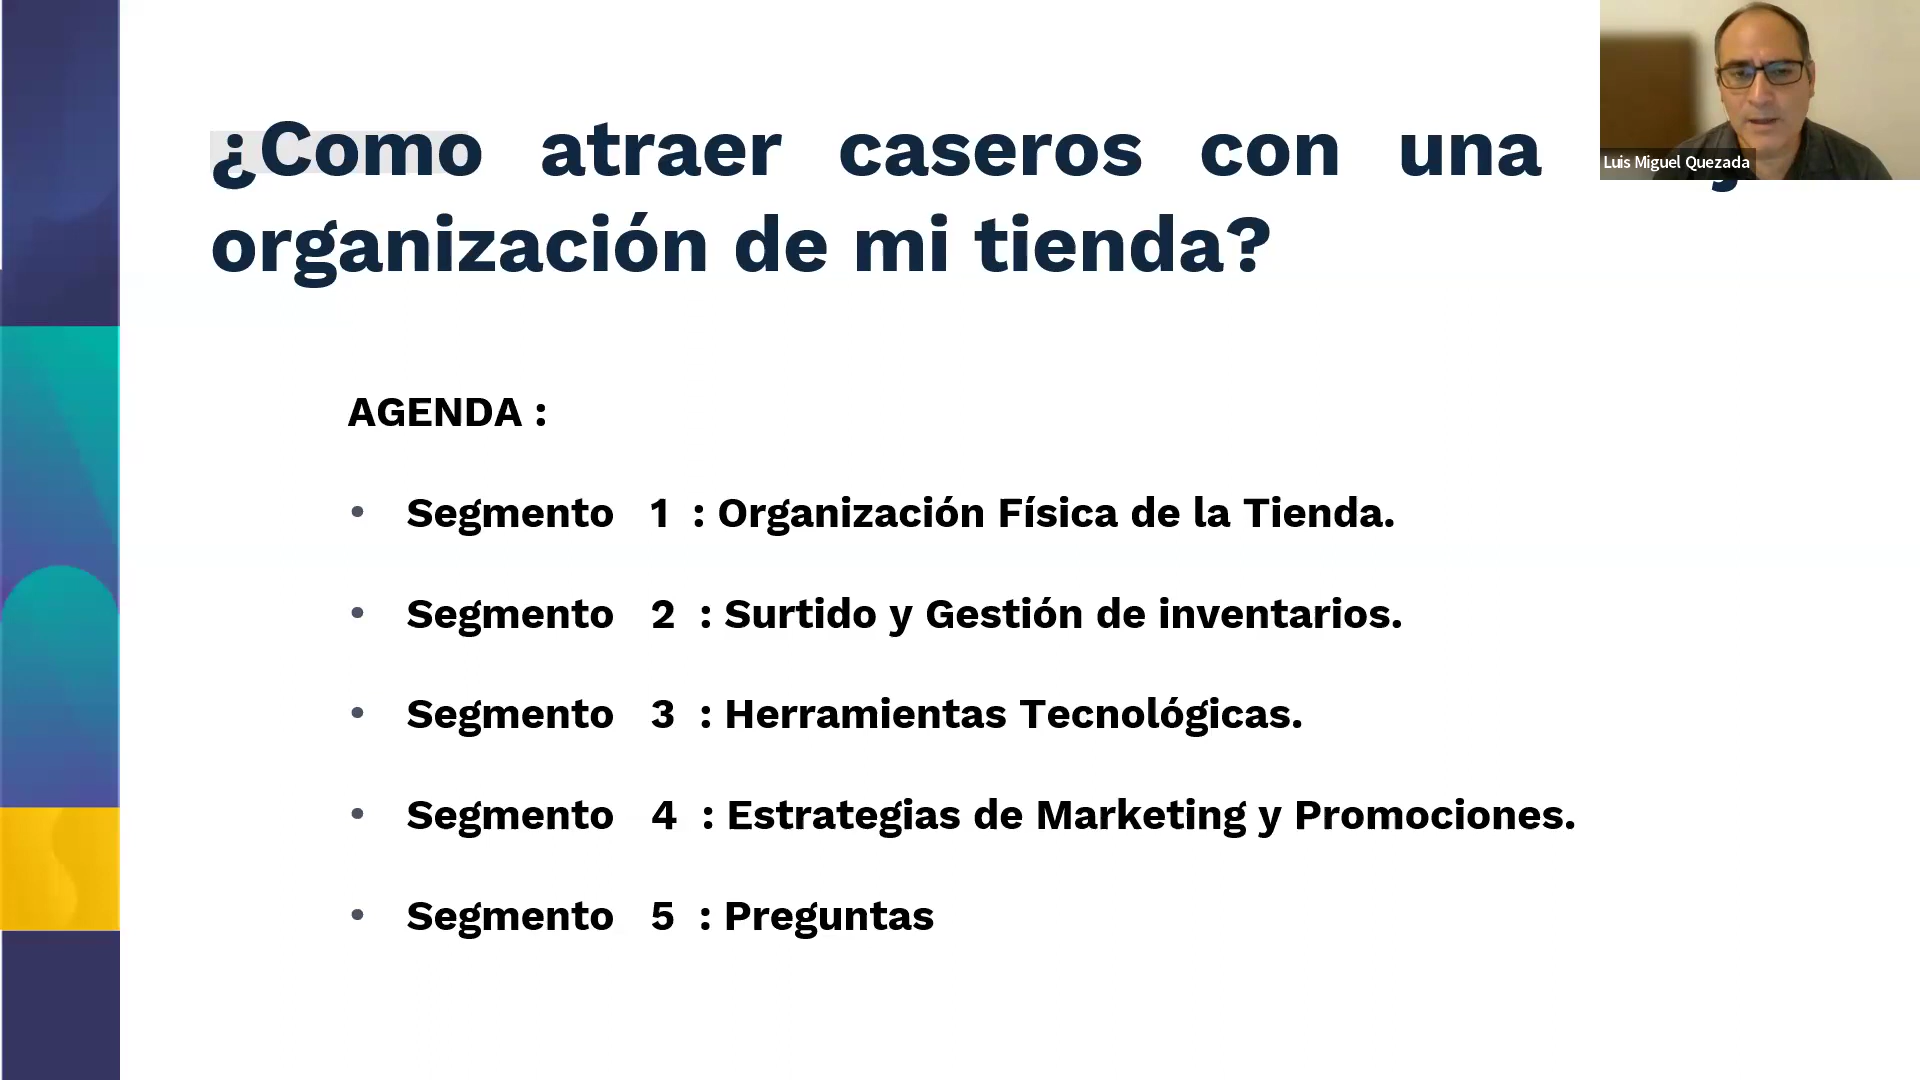 ¿Como atraer caseros con una
organización de mi tienda?
Luis Miguel Quezada
AGENDA :
• Segmento 1 : Organización Física de la Tienda.
• Segmento 2 : Surtido y Gestión de inventarios.
• Segmento 3 : Herramientas Tecnológicas.
• Segmento 4 : Estrategias de Marketing y Promociones.
• Segmento 5 : Preguntas